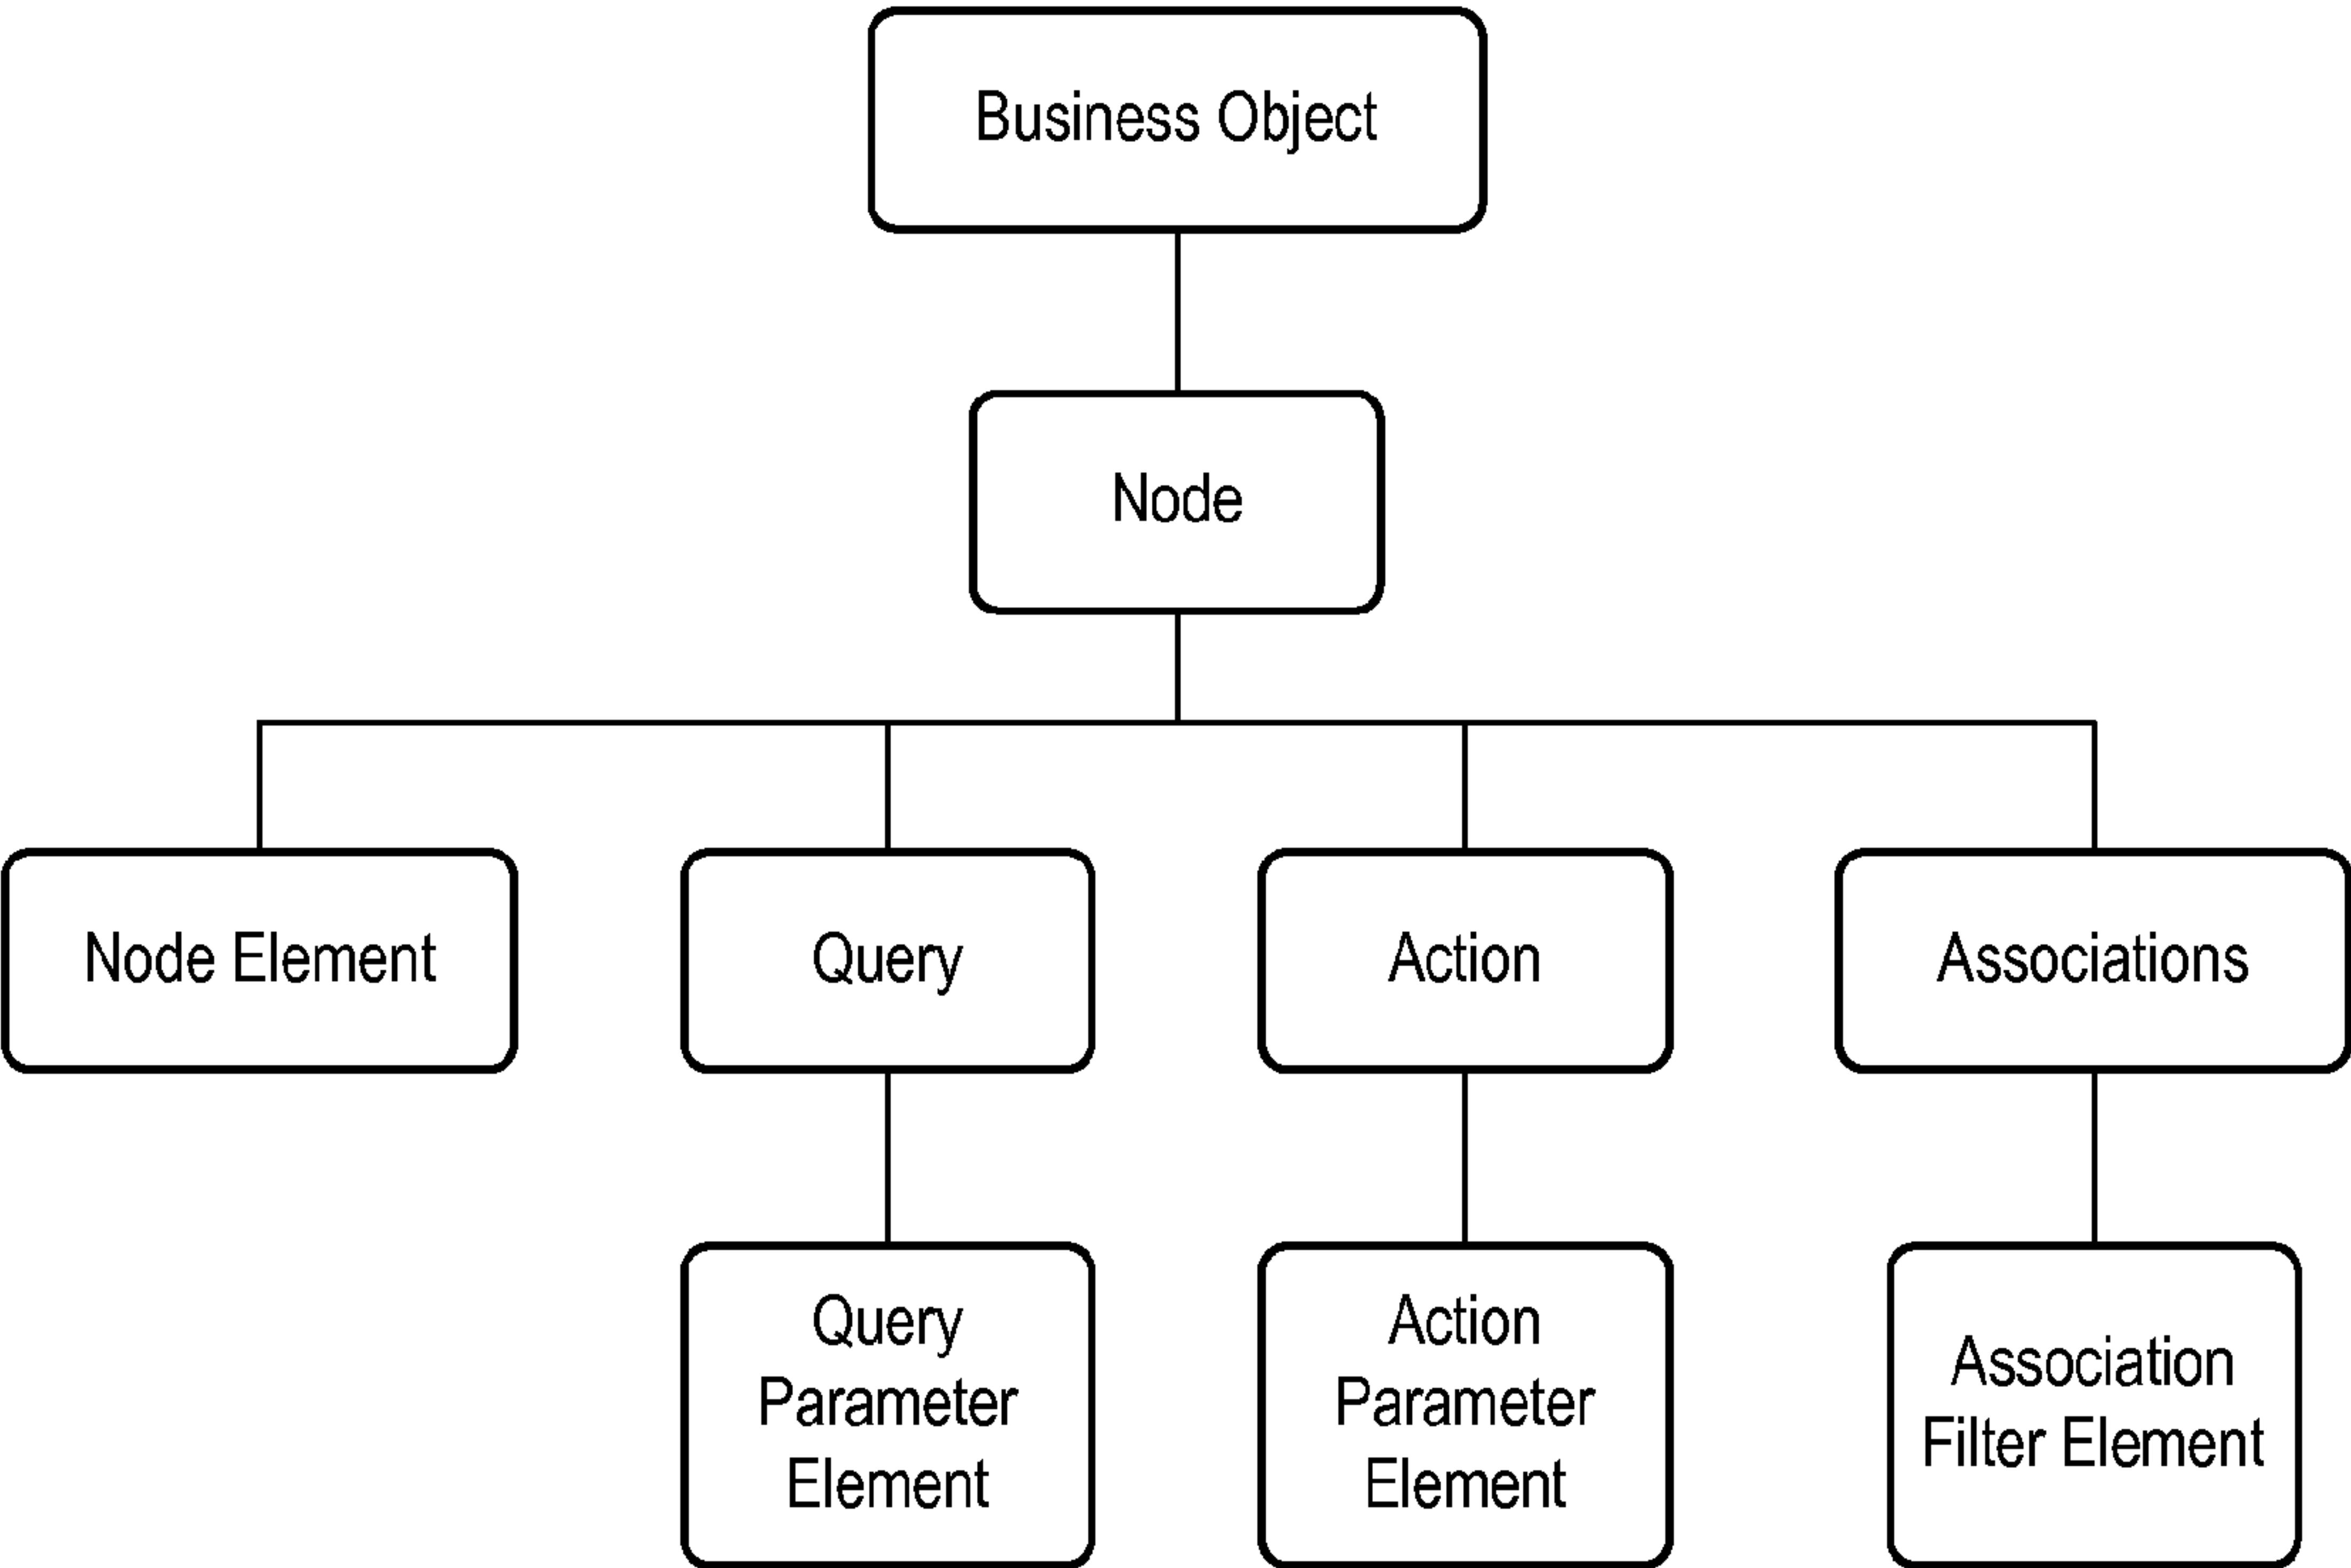 Business Object
Node
Node Element
Query
Action
Associations
Query
Parameter
Element
Action
Parameter
Element
Association
Filter Element